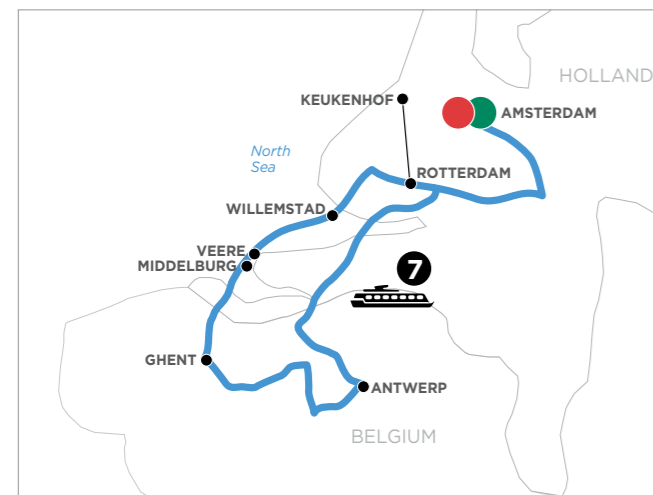 HOLLAND
KEUKENHOF
AMSTERDAM
North
Sea
ROTTERDAM
WILLEMSTAD
VEERE
MIDDELBURG
7
GHENT
ANTWERP
BELGIUM